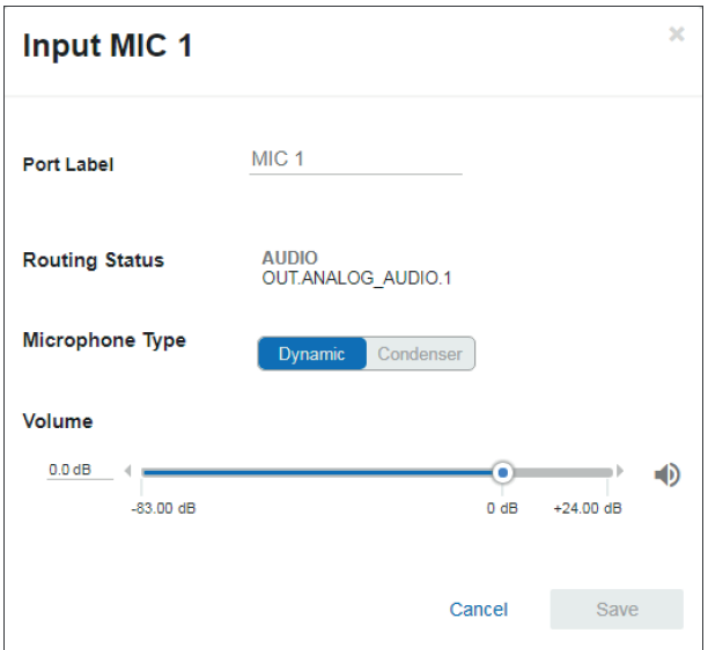 Input MIC 1
Port Label
MIC 1
Routing Status
AUDIO
OUT.ANALOG_AUDIO.1
Microphone Type
Dynamic
Condenser
Volume
0.0 dB
-83.00 dB
0 dB
+24.00 dB
Cancel
Save